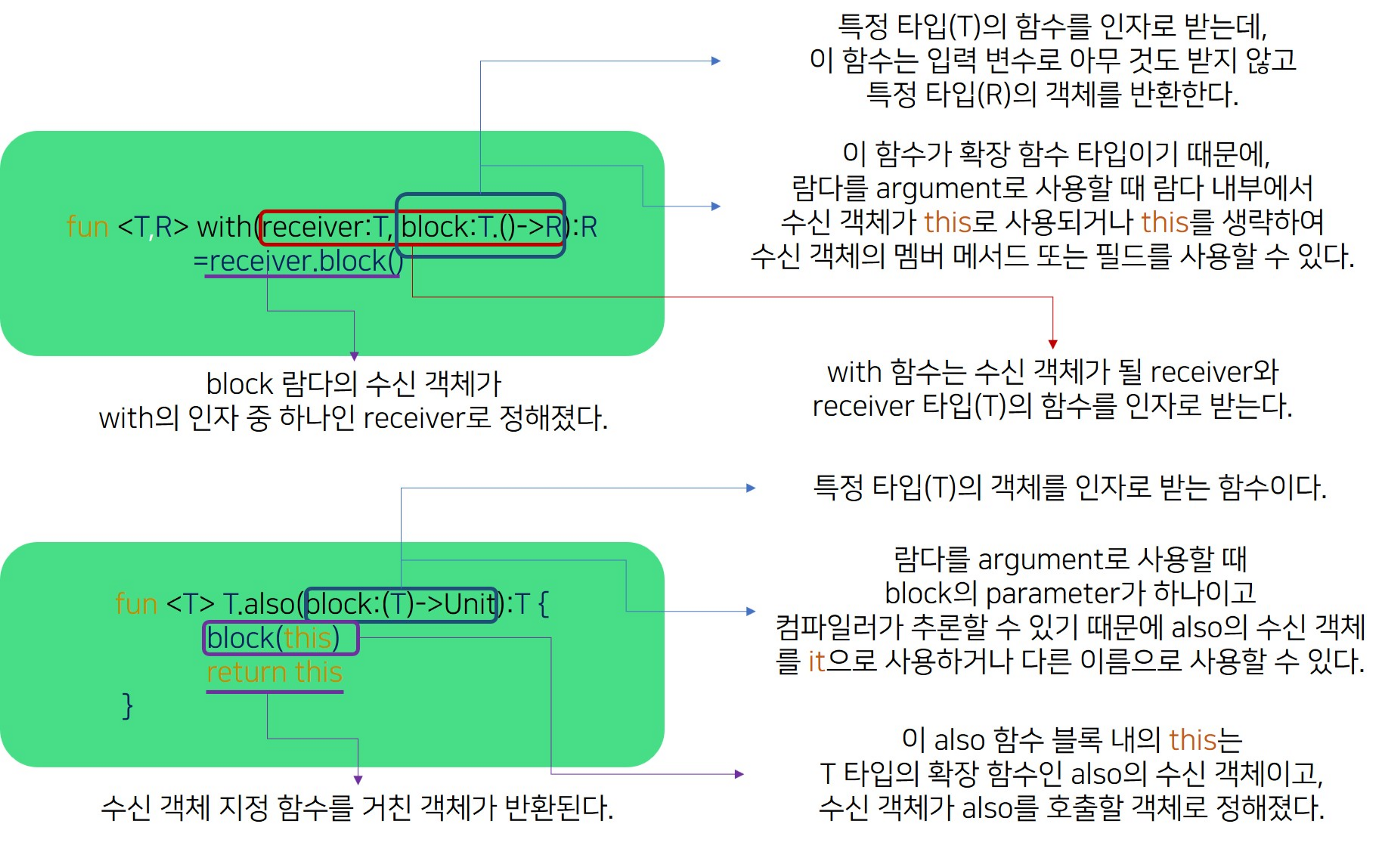 특정 타입(T)의 함수를 인자로 받는데,
이 함수는 입력 변수로 아무 것도 받지 않고
특정 타입(R)의 객체를 반환한다.
이 함수가 확장 함수 타입이기 때문에,
람다를 argument로 사용할 때 람다 내부에서
수신 객체가 this로 사용되거나 this를 생략하여
수신 객체의 멤버 메서드 또는 필드를 사용할 수 있다.
fun <T,R> with(receiver:T, block:T.()->R):R
=receiver.block()
block 람다의 수신 객체가
with의 인자 중 하나인 receiver로 정해졌다.
with 함수는 수신 객체가 될 receiver와
receiver 타입(T)의 함수를 인자로 받는다.
특정 타입(T)의 객체를 인자로 받는 함수이다.
람다를 argument로 사용할 때
block의 parameter가 하나이고
컴파일러가 추론할 수 있기 때문에 also의 수신 객체
를 it으로 사용하거나 다른 이름으로 사용할 수 있다.
fun <T> T.also(block:(T)->Unit):T {
block(this)
return this
}
이 also 함수 블록 내의 this는
T 타입의 확장 함수인 also의 수신 객체이고,
수신 객체가 also를 호출할 객체로 정해졌다.
수신 객체 지정 함수를 거친 객체가 반환된다.